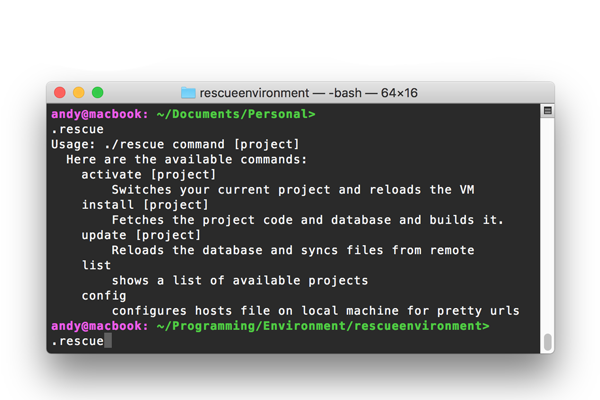 rescueenvironment — -bash — 64×16
andy@macbook: ~/Documents/Personal>
.rescue
Usage: ./rescue command [project]
  Here are the available commands:
    activate [project]
        Switches your current project and reloads the VM
    install [project]
        Fetches the project code and database and builds it.
    update [project]
        Reloads the database and syncs files from remote
    list
        shows a list of available projects
    config
        configures hosts file on local machine for pretty urls
andy@macbook: ~/Programming/Environment/rescueenvironment>
.rescue